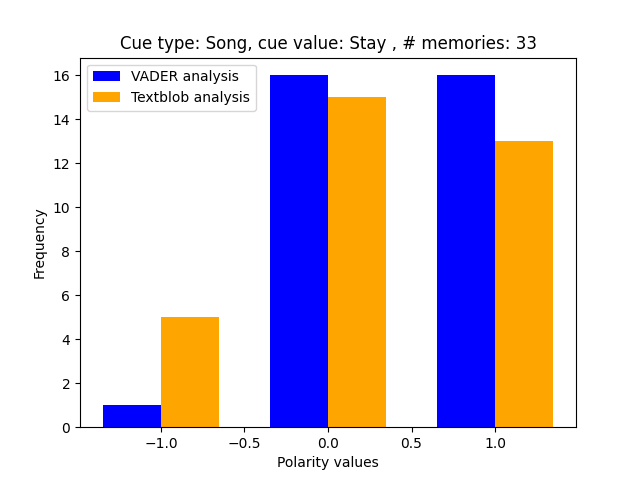 Cue type: Song, cue value: Stay , # memories: 33
VADER analysis
Textblob analysis
Frequency
16
14
12
10
8
6
4
2
0
−1.0
−0.5
0.0
0.5
1.0
Polarity values